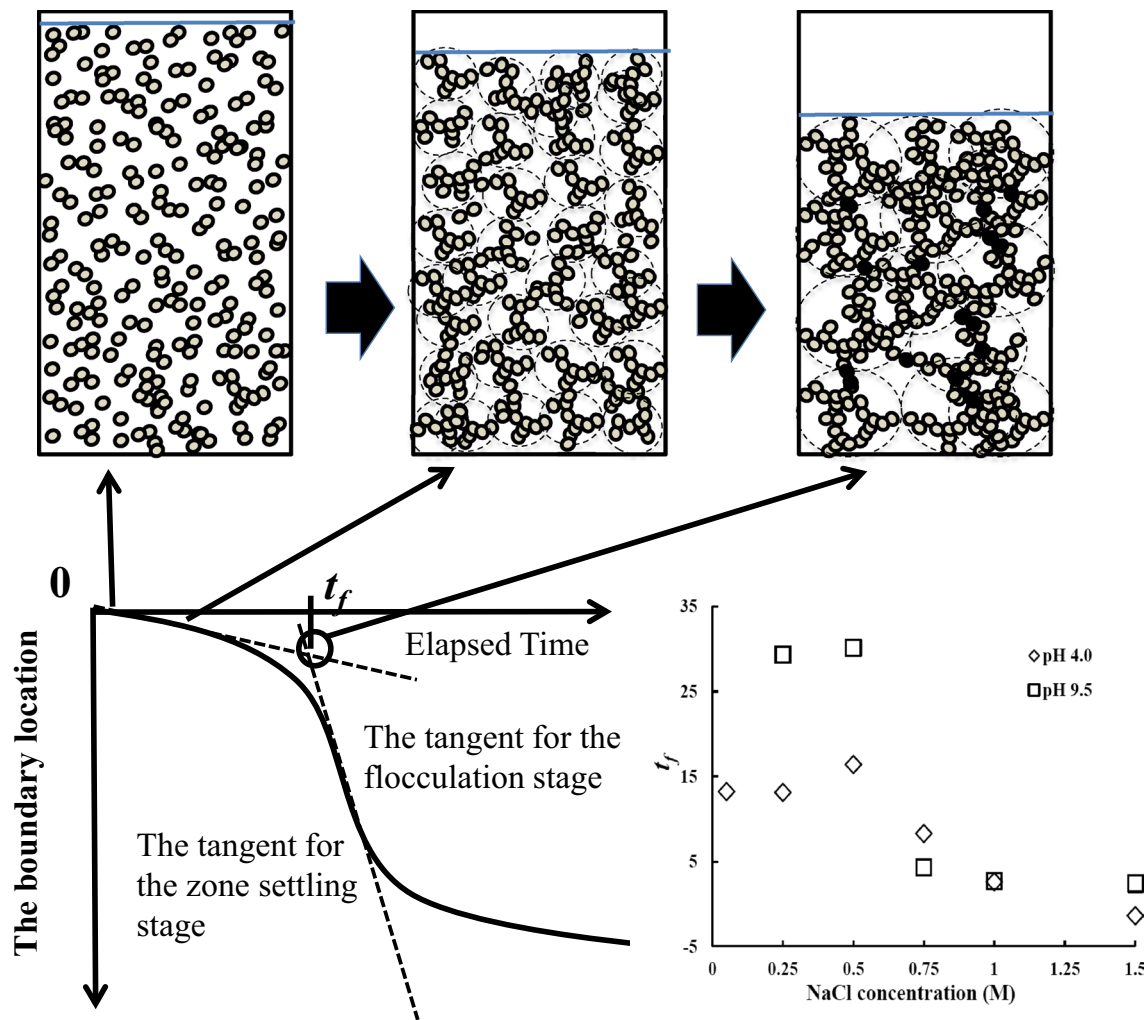 0
t_f
Elapsed Time
The boundary location
The tangent for the
flocculation stage
The tangent for
the zone settling
stage
35
25
15
5
-5
t_f
pH 4.0
pH 9.5
0 0.25 0.5 0.75 1 1.25 1.5
NaCl concentration (M)